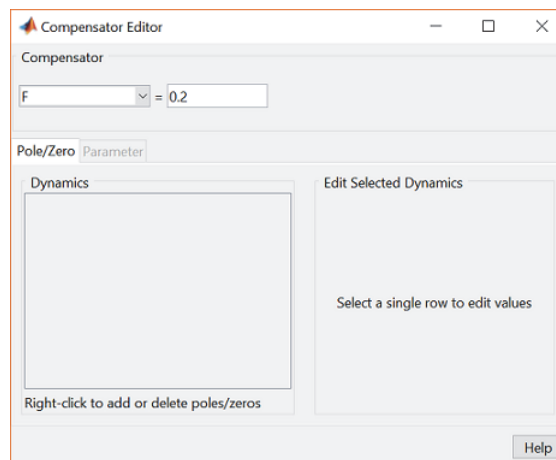 Compensator Editor
Compensator
F = 0.2
Pole/Zero Parameter
Dynamics
Edit Selected Dynamics
Select a single row to edit values
Right-click to add or delete poles/zeros
Help